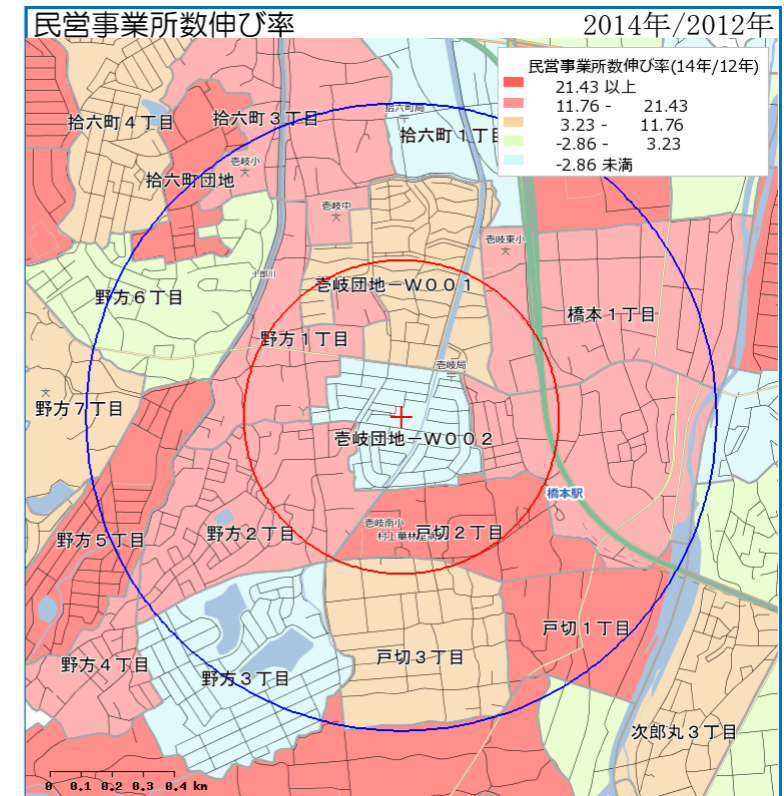 民営事業所数伸び率 2014年/2012年
民営事業所数伸び率(14年/12年)
21.43 以上
11.76 - 21.43
3.23 - 11.76
-2.86 - 3.23
-2.86 未満
拾六町局
拾六町4丁目
拾六町3丁目
拾六町1丁目
壱岐小
拾六町団地
壱岐中
壱岐東小
十郎川
壱岐団地－W001
野方6丁目
橋本1丁目
野方1丁目
壱岐局
野方7丁目
壱岐団地－W002
橋本駅
壱岐南小
野方5丁目
野方2丁目
戸切2丁目
戸切1丁目
野方4丁目
戸切3丁目
野方3丁目
次郎丸3丁目
0 0.1 0.2 0.3 0.4 km